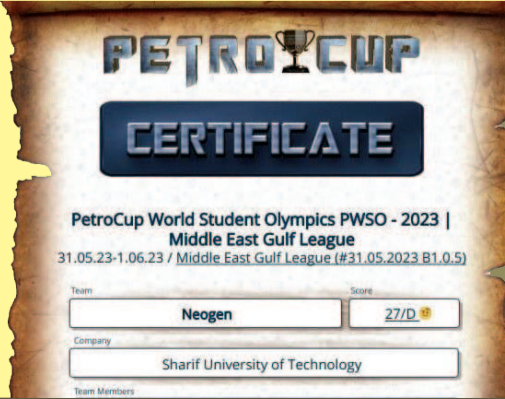 PETROCUP
CERTIFICATE
PetroCup World Student Olympics PWSO - 2023 |
Middle East Gulf League
31.05.23-1.06.23 / Middle East Gulf League (#31.05.2023 B1.0.5)
Team
Score
Neogen
27/D
Company
Sharif University of Technology
Team Members